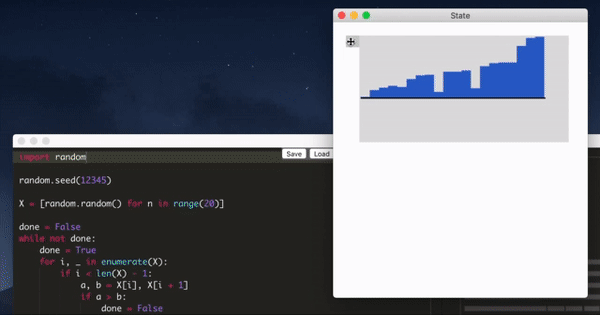 State
Save Load
import random
random.seed(12345)
X = [random.random() for n in range(20)]
done = False
while not done:
    done = True
    for i, _ in enumerate(X):
        if i < len(X) - 1:
            a, b = X[i], X[i + 1]
            if a > b:
                done = False